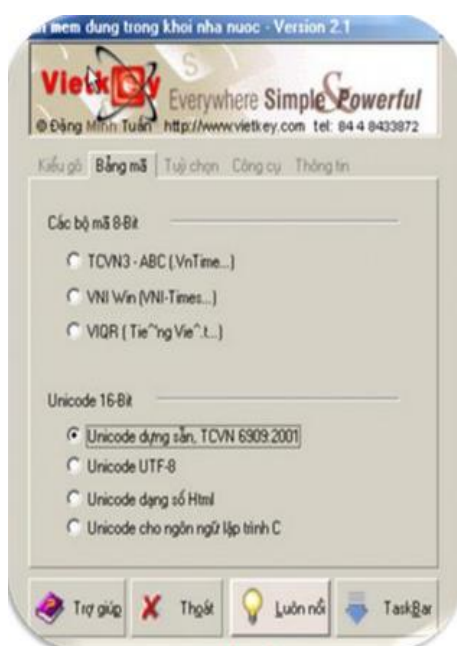 mem dung trong khoi nha nuoc - Version 2.1
VietKey
Everywhere Simple & Powerful
© Đặng Minh Tuấn http://www.vietkey.com tel: 84 4 8433872
Kiểu gõ Bảng mã Tuỳ chọn Công cụ Thông tin
Các bộ mã 8-Bit
TCVN3 - ABC (.VnTime...)
VNI Win (VNI-Times...)
VIQR ( Tie^'ng Vie^.t...)
Unicode 16-Bit
Unicode dựng sẵn, TCVN 6909:2001
Unicode UTF-8
Unicode dạng số Html
Unicode cho ngôn ngữ lập trình C
Trợ giúp Thoát Luôn nổi TaskBar